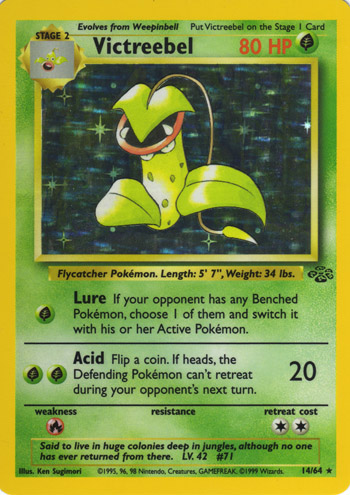 Evolves from Weepinbell Put Victreebel on the Stage 1 Card
STAGE 2
Victreebel 80 HP
Flycatcher Pokémon. Length: 5' 7", Weight: 34 lbs.
Lure If your opponent has any Benched
Pokémon, choose 1 of them and switch it
with his or her Active Pokémon.
Acid Flip a coin. If heads, the
Defending Pokémon can't retreat
during your opponent's next turn.
20
weakness resistance retreat cost
Said to live in huge colonies deep in jungles, although no one
has ever returned from there. LV. 42 #71
Illus. Ken Sugimori ©1995, 96, 98 Nintendo, Creatures, GAMEFREAK. ©1999 Wizards. 14/64 ★